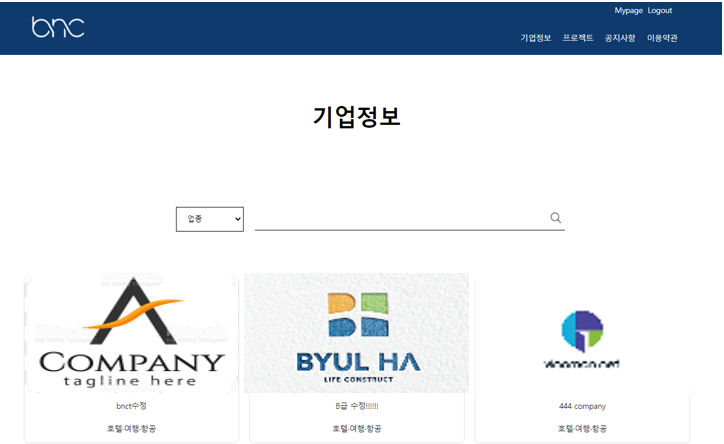 Mypage Logout
bnc
기업정보 프로젝트 공지사항 이용약관
기업정보
업종
COMPANY
tagline here
BYUL HA
LIFE CONSTRUCT
bnct수정
B급 수정!!!!!!
444 company
호텔·여행·항공
호텔·여행·항공
호텔·여행·항공